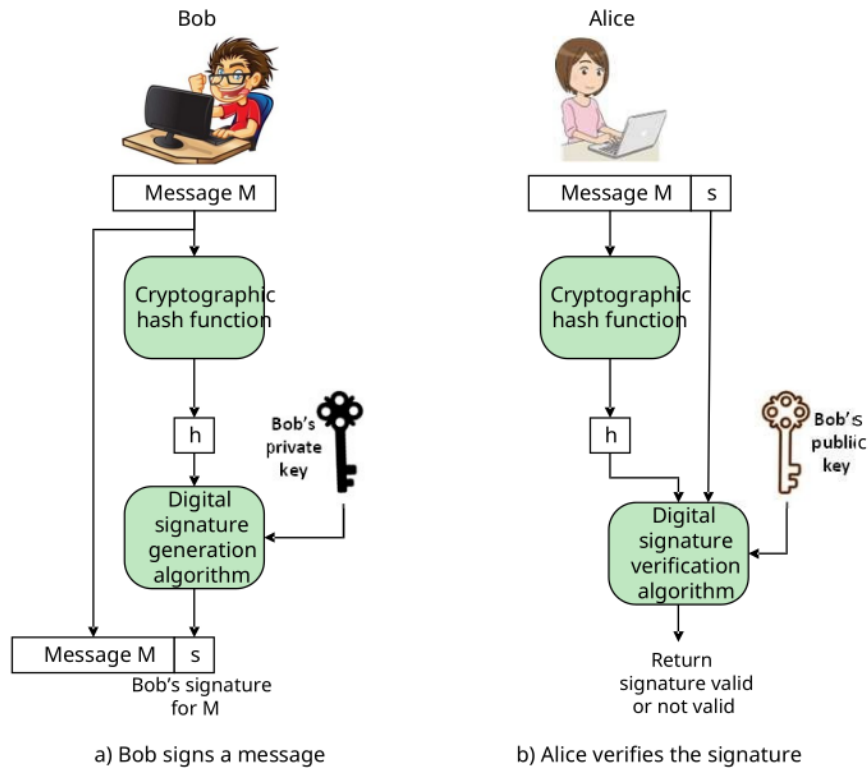 Bob
Message M
Cryptographic
hash function
h
Bob's
private
key
Digital
signature
generation
algorithm
Message M s
Bob's signature
for M
a) Bob signs a message
Alice
Message M s
Cryptographic
hash function
h
Bob's
publiic
key
Digital
signature
verification
algorithm
Return
signature valid
or not valid
b) Alice verifies the signature